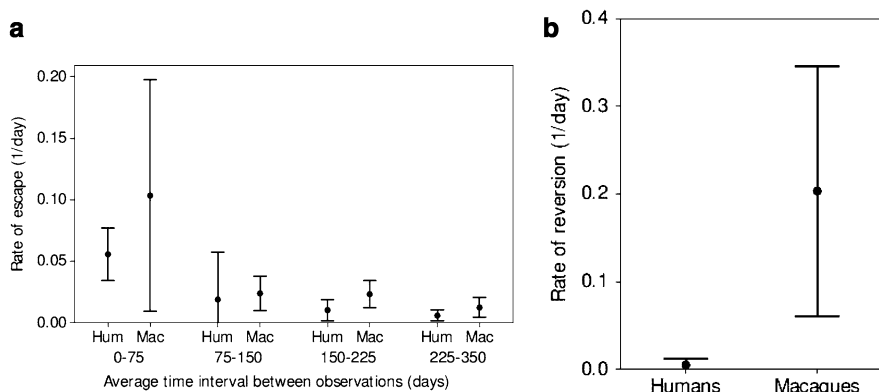 a
0.20
0.15
0.10
0.05
0.00
Rate of escape (1/day)
Hum Mac Hum Mac Hum Mac Hum Mac
0-75 75-150 150-225 225-350
Average time interval between observations (days)
b
0.4
0.3
0.2
0.1
0.0
Rate of reversion (1/day)
Humans Macaques